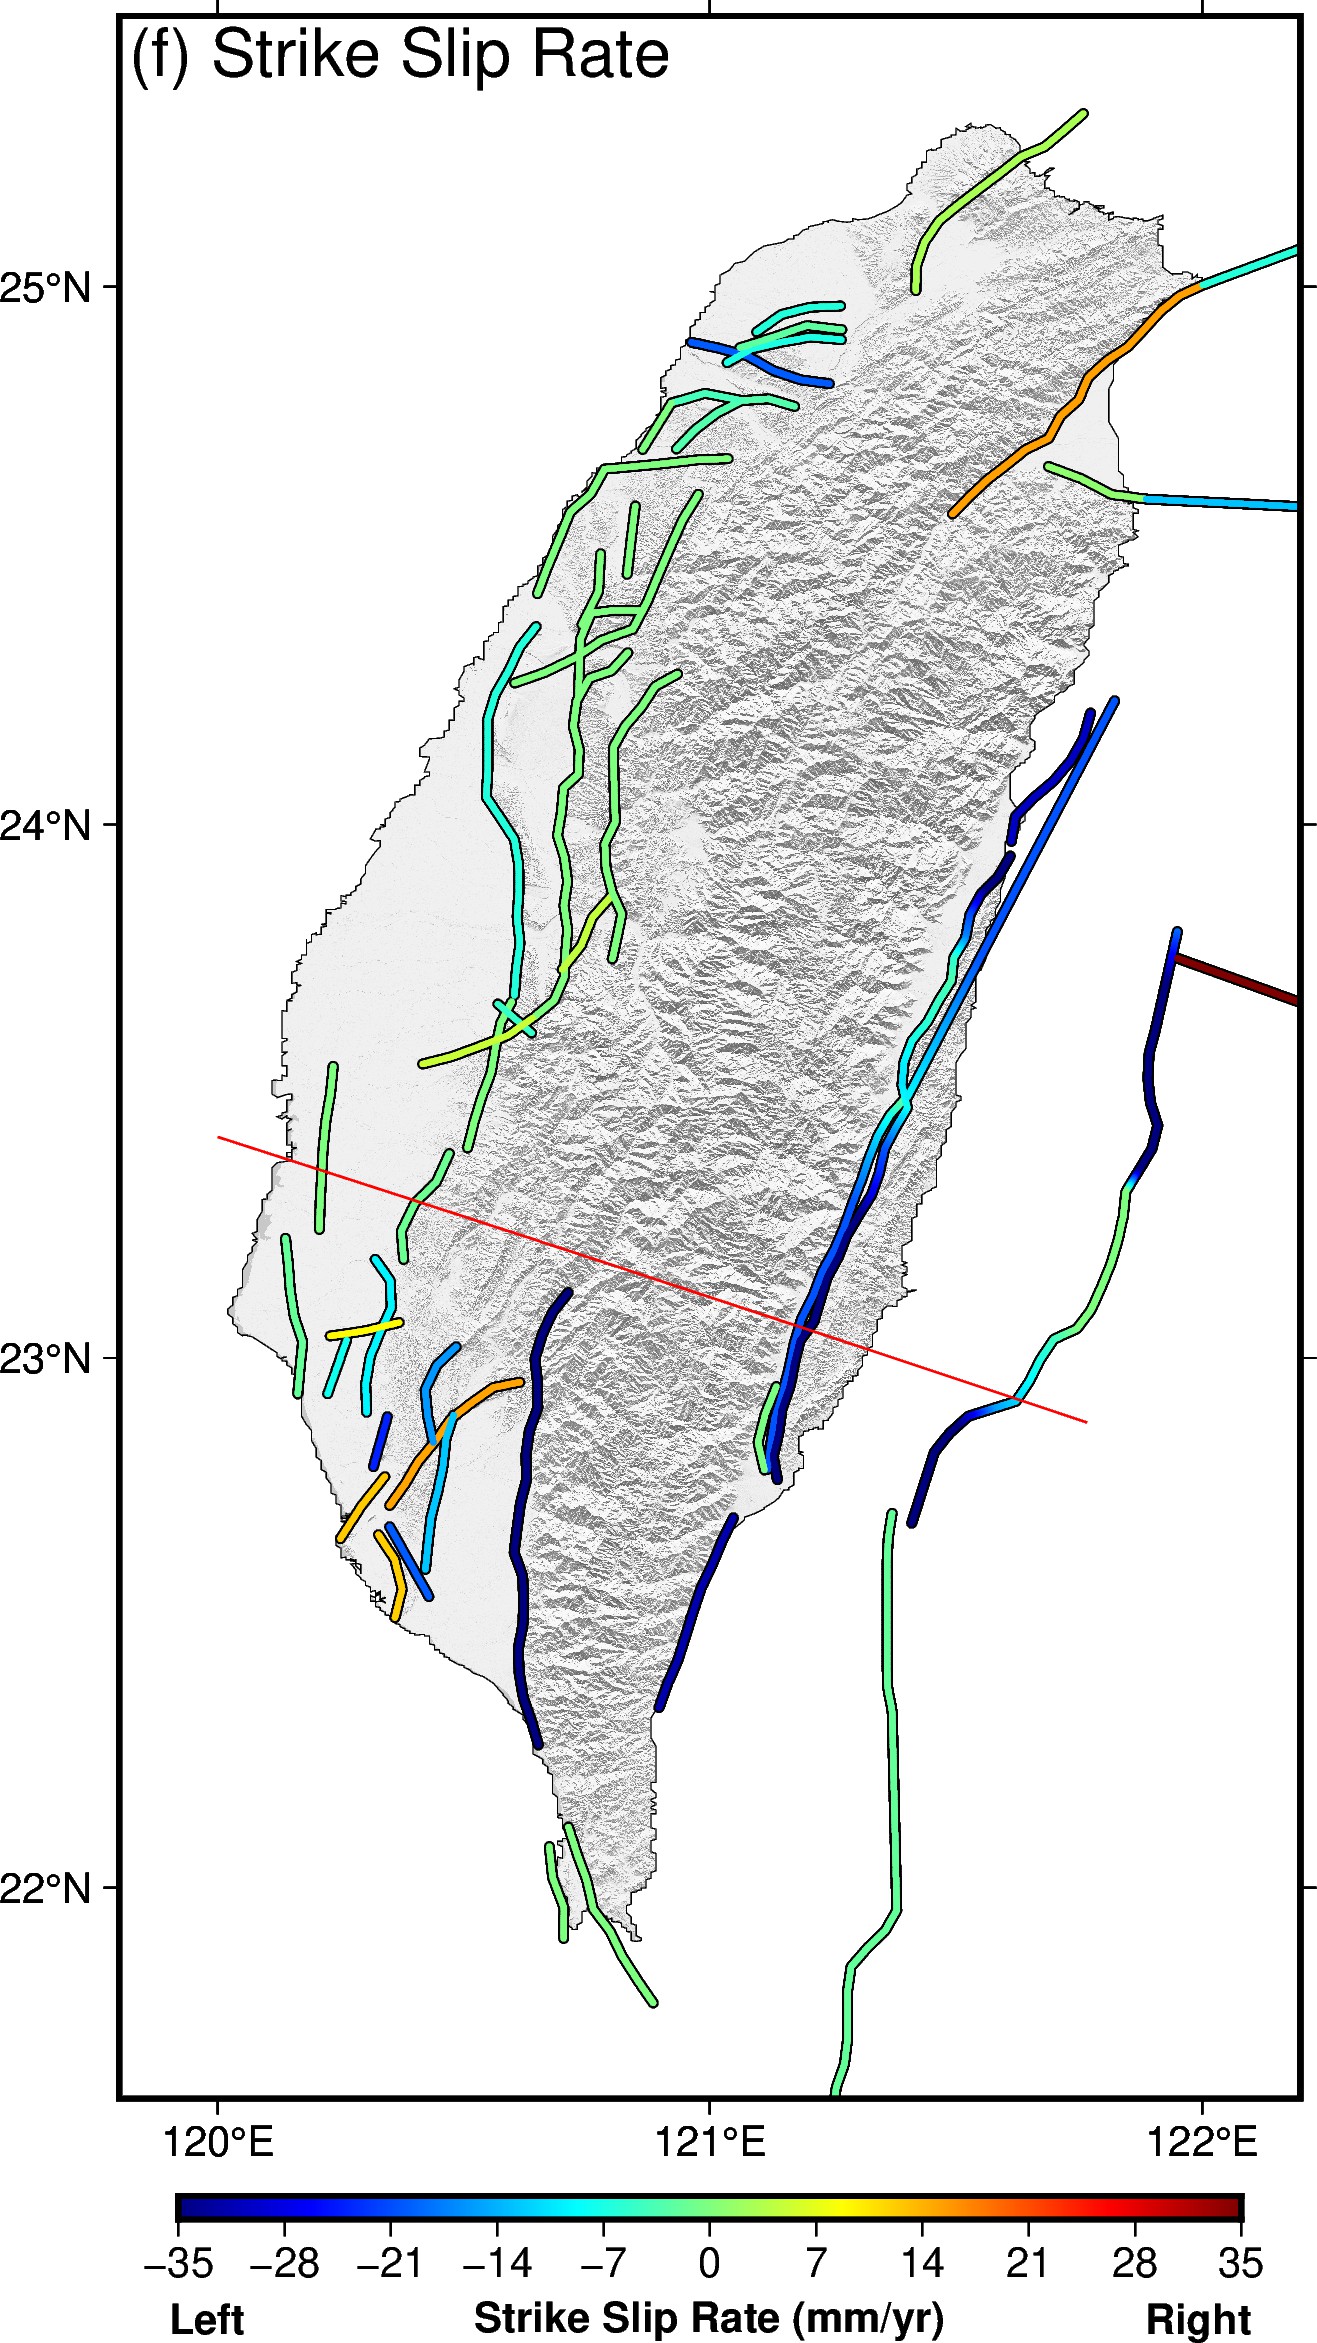 (f) Strike Slip Rate
25°N
24°N
23°N
22°N
120°E 121°E 122°E
−35 −28 −21 −14 −7 0 7 14 21 28 35
Left Strike Slip Rate (mm/yr) Right